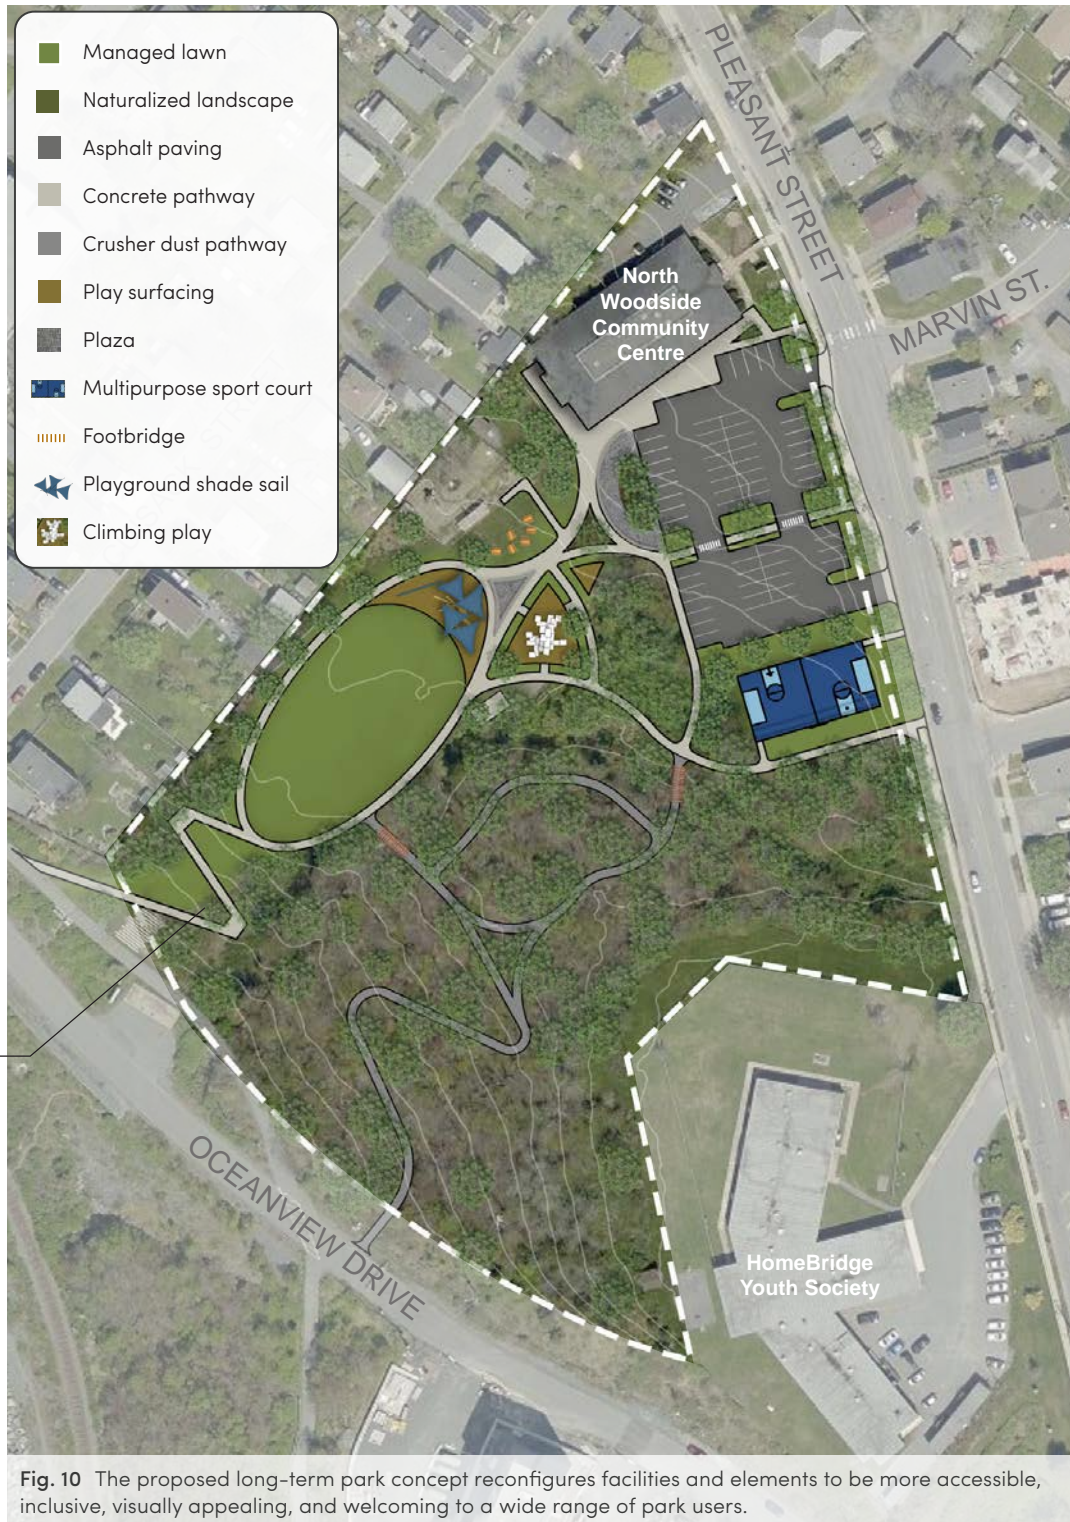 Managed lawn
Naturalized landscape
Asphalt paving
Concrete pathway
Crusher dust pathway
Play surfacing
Plaza
Multipurpose sport court
Footbridge
Playground shade sail
Climbing play
PLEASANT STREET
MARVIN ST.
North
Woodside
Community
Centre
OCEANVIEW DRIVE
HomeBridge
Youth Society
Fig. 10 The proposed long-term park concept reconfigures facilities and elements to be more accessible,
inclusive, visually appealing, and welcoming to a wide range of park users.